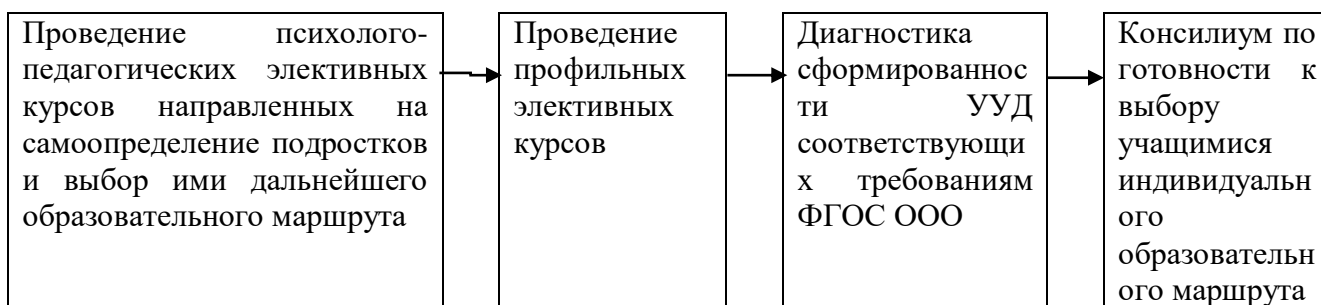 Проведение психолого-
педагогических элективных
курсов направленных на
самоопределение подростков
и выбор ими дальнейшего
образовательного маршрута
Проведение
профильных
элективных
курсов
Диагностика
сформированнос
ти УУД
соответствующи
х требованиям
ФГОС ООО
Консилиум по
готовности к
выбору
учащимися
индивидуальн
ого
образовательн
ого маршрута